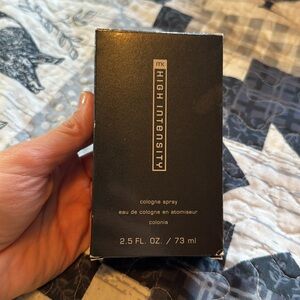 mk
HIGH INTENSITY
cologne spray
eau de cologne en atomiseur
colonia
2.5 FL. OZ. / 73 ml